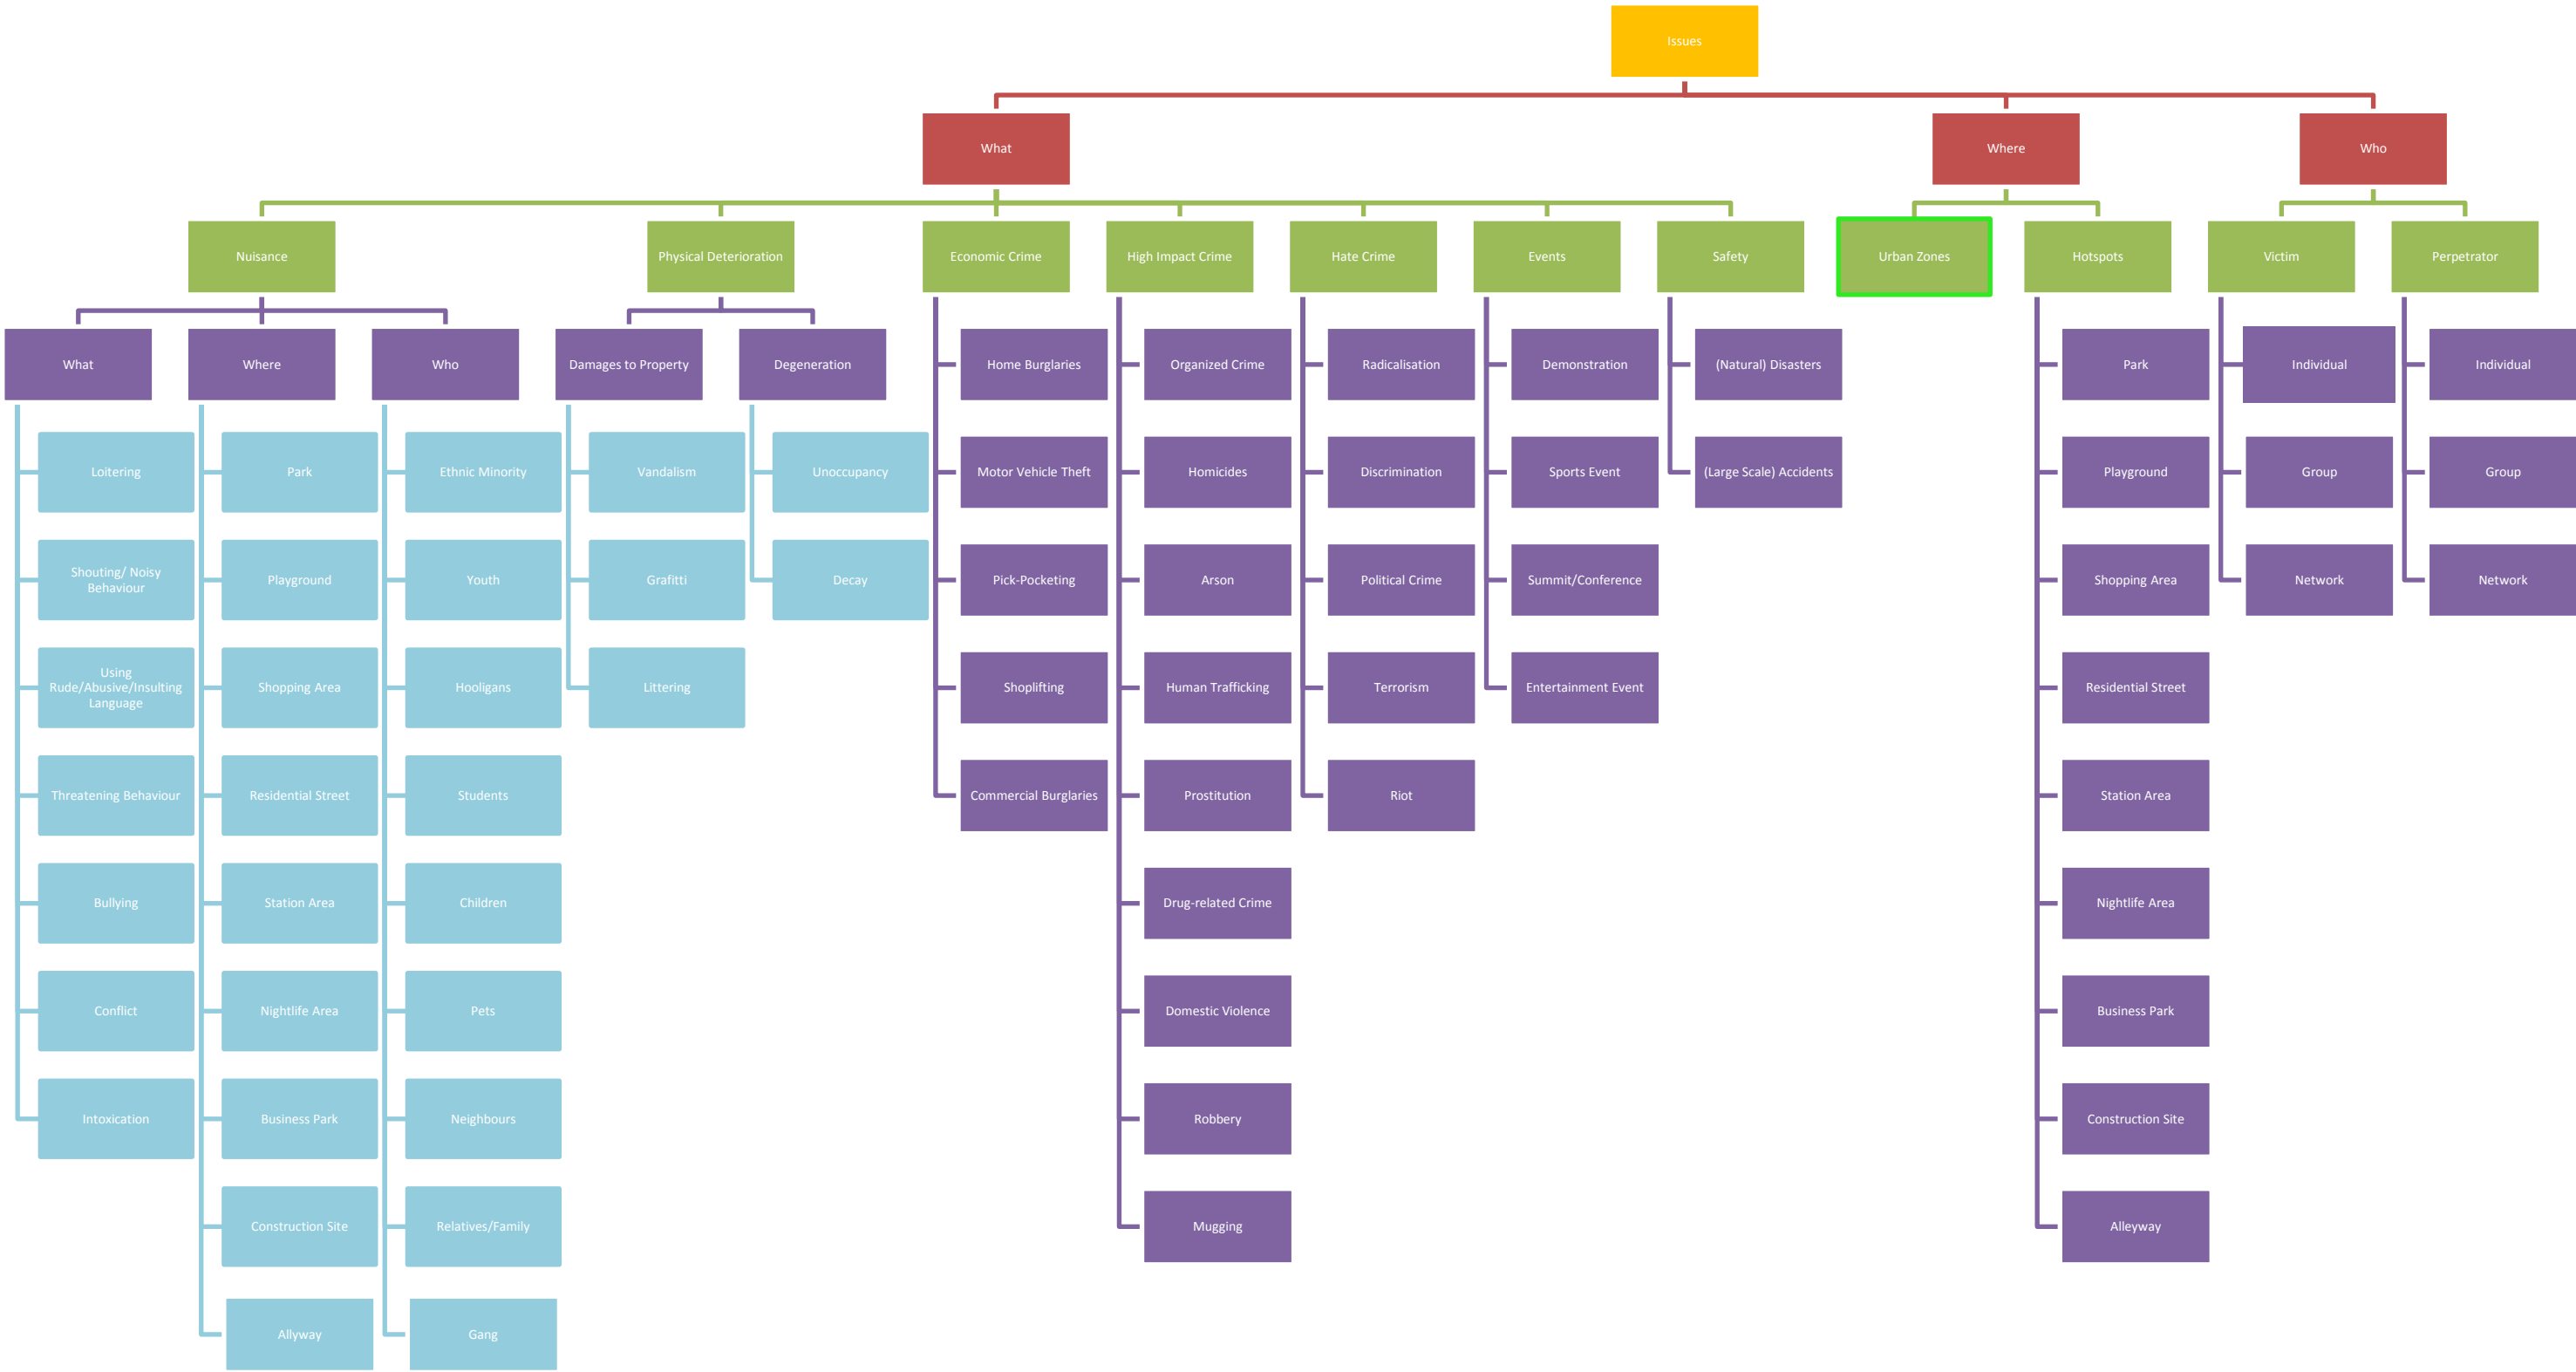 Issues
What
Where
Who
Nuisance
Physical Deterioration
Economic Crime
High Impact Crime
Hate Crime
Events
Safety
Urban Zones
Hotspots
Victim
Perpetrator
What
Where
Who
Damages to Property
Degeneration
Home Burglaries
Organized Crime
Radicalisation
Demonstration
(Natural) Disasters
Park
Individual
Individual
Loitering
Park
Ethnic Minority
Vandalism
Unoccupancy
Motor Vehicle Theft
Homicides
Discrimination
Sports Event
(Large Scale) Accidents
Playground
Group
Group
Shouting/ Noisy
Behaviour
Playground
Youth
Grafitti
Decay
Pick-Pocketing
Arson
Political Crime
Summit/Conference
Shopping Area
Network
Network
Using
Rude/Abusive/Insulting
Language
Shopping Area
Hooligans
Littering
Shoplifting
Human Trafficking
Terrorism
Entertainment Event
Residential Street
Threatening Behaviour
Residential Street
Students
Commercial Burglaries
Prostitution
Riot
Station Area
Bullying
Station Area
Children
Drug-related Crime
Nightlife Area
Conflict
Nightlife Area
Pets
Domestic Violence
Business Park
Intoxication
Business Park
Neighbours
Robbery
Construction Site
Construction Site
Relatives/Family
Mugging
Alleyway
Allyway
Gang